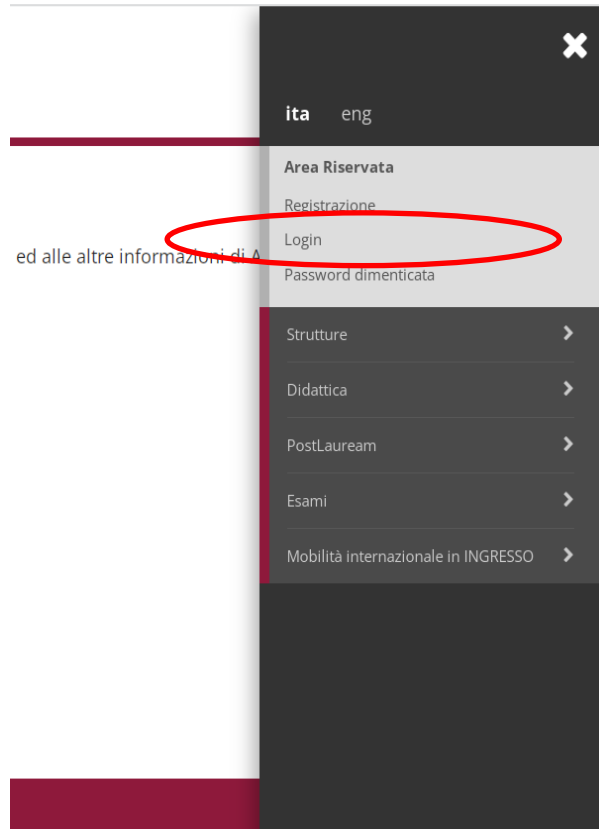 ita eng
Area Riservata
Registrazione
Login
ed alle altre informazioni di A
Password dimenticata
Strutture
Didattica
PostLauream
Esami
Mobilità internazionale in INGRESSO